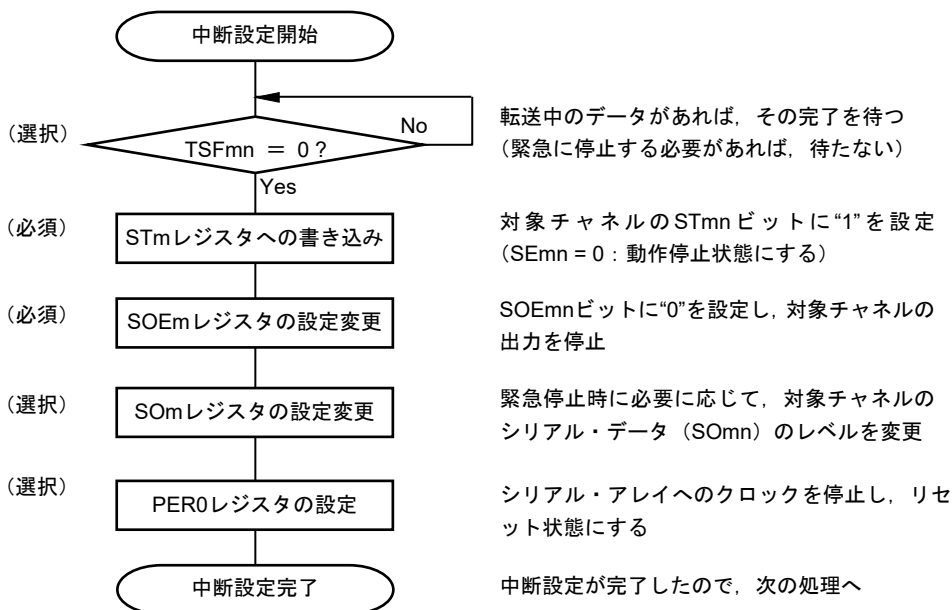 中断設定開始
（選択）
TSFmn ＝ 0？
No
Yes
転送中のデータがあれば，その完了を待つ
（緊急に停止する必要があれば，待たない）
（必須）
STmレジスタへの書き込み
対象チャネルのSTmnビットに“1”を設定
（SEmn = 0：動作停止状態にする）
（必須）
SOEmレジスタの設定変更
SOEmnビットに“0”を設定し，対象チャネルの
出力を停止
（選択）
SOmレジスタの設定変更
緊急停止時に必要に応じて，対象チャネルの
シリアル・データ（SOmn）のレベルを変更
（選択）
PER0レジスタの設定
シリアル・アレイへのクロックを停止し，リセ
ット状態にする
中断設定完了
中断設定が完了したので，次の処理へ